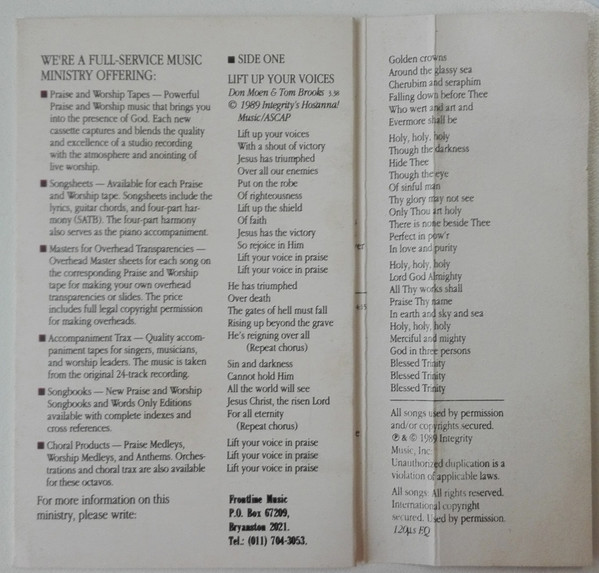 WE'RE A FULL-SERVICE MUSIC
MINISTRY OFFERING:
■ Praise and Worship Tapes — Powerful
Praise and Worship music that brings you
into the presence of God. Each new
cassette captures and blends the quality
and excellence of a studio recording
with the atmosphere and anointing of
live worship.
■ Songsheets — Available for each Praise
and Worship tape. Songsheets include the
lyrics, guitar chords, and four-part har-
mony (SATB). The four-part harmony
also serves as the piano accompaniment.
■ Masters for Overhead Transparencies —
Overhead Master sheets for each song on
the corresponding Praise and Worship
tape for making your own overhead
transparencies or slides. The price
includes full legal copyright permission
for making overheads.
■ Accompaniment Trax — Quality accom-
paniment tapes for singers, musicians,
and worship leaders. The music is taken
from the original 24-track recording.
■ Songbooks — New Praise and Worship
Songbooks and Words Only Editions
available with complete indexes and
cross references.
■ Choral Products — Praise Medleys,
Worship Medleys, and Anthems. Orches-
trations and choral trax are also available
for these octavos.
For more information on this
ministry, please write:
■ SIDE ONE
LIFT UP YOUR VOICES
Don Moen & Tom Brooks 3:38
© 1989 Integrity's Hosanna!
Music/ASCAP
Lift up your voices
With a shout of victory
Jesus has triumphed
Over all our enemies
Put on the robe
Of righteousness
Lift up the shield
Of faith
Jesus has the victory
So rejoice in Him
Lift your voice in praise
Lift your voice in praise
He has triumphed
Over death
The gates of hell must fall
Rising up beyond the grave
He's reigning over all
(Repeat chorus)
Sin and darkness
Cannot hold Him
All the world will see
Jesus Christ, the risen Lord
For all eternity
(Repeat chorus)
Lift your voice in praise
Lift your voice in praise
Lift your voice in praise
Frontline Music
P.O. Box 67209,
Bryanston 2021.
Tel.: (011) 704-3053.
Golden crowns
Around the glassy sea
Cherubim and seraphim
Falling down before Thee
Who wert and art and
Evermore shall be
Holy, holy, holy
Though the darkness
Hide Thee
Though the eye
Of sinful man
Thy glory may not see
Only Thou art holy
There is none beside Thee
Perfect in pow'r
In love and purity
Holy, holy, holy
Lord God Almighty
All Thy works shall
Praise Thy name
In earth and sky and sea
Holy, holy, holy
Merciful and mighty
God in three persons
Blessed Trinity
Blessed Trinity
Blessed Trinity
All songs used by permission
and/or copyrights secured.
℗ & © 1989 Integrity
Music, Inc.
Unauthorized duplication is a
violation of applicable laws.
All songs: All rights reserved.
International copyright
secured. Used by permission.
120µs EQ